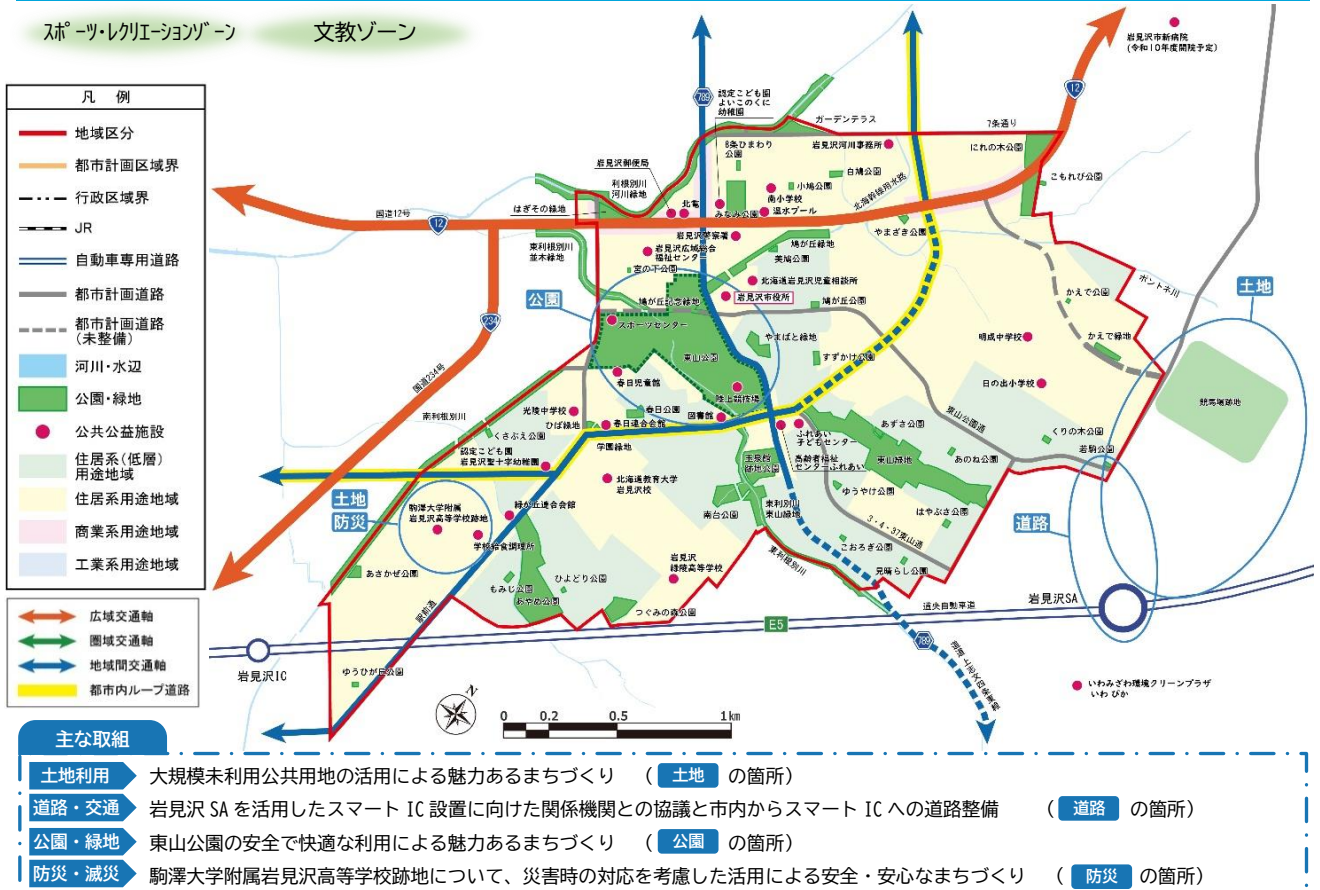 スポーツ・レクリエーションゾーン
文教ゾーン
凡 例
地域区分
都市計画区域界
行政区域界
JR
自動車専用道路
都市計画道路
都市計画道路
(未整備)
河川・水辺
公園・緑地
公共公益施設
住居系(低層)
用途地域
住居系用途地域
商業系用途地域
工業系用途地域
広域交通軸
圏域交通軸
地域間交通軸
都市内ループ道路
岩見沢市新病院
(令和10年度開院予定)
12
789
認定こども園
よいこのくに
幼稚園
ガーデンテラス
7条通り
8条ひまわり
公園
岩見沢河川事務所
にれの木公園
こもれび公園
岩見沢郵便局
利根別川
河川緑地
白鳩公園
小鳩公園
南小学校
北海幹線用水路
はぎその緑地
北電
みなみ公園
温水プール
国道12号
12
岩見沢警察署
やまざき公園
東利根別川
並木緑地
岩見沢広域総合
福祉センター
鳩が丘緑地
美鳩公園
宮の下公園
北海道岩見沢児童相談所
ポントネ川
公園
鳩が丘記念緑地
岩見沢市役所
鳩が丘公園
かえで公園
土地
234
スポーツセンター
やまばと緑地
明成中学校
かえで緑地
東山公園
すずかけ公園
国道234号
春日児童館
陸上競技場
日の出小学校
競馬場跡地
南利根別川
光陵中学校
ひば緑地
春日公園
図書館
東山公園通
くさぶえ公園
春日連合会館
ふれあい
子どもセンター
あずさ公園
くりの木公園
若駒公園
学園緑地
認定こども園
岩見沢聖十字幼稚園
高齢者福祉
センターふれあい
東山緑地
あのね公園
北海道教育大学
岩見沢校
玉泉館
跡地公園
ゆうやけ公園
土地
防災
駒澤大学附属
岩見沢高等学校跡地
緑が丘連合会館
南台公園
東利根別川
東山緑地
はやぶさ公園
道路
学校給食調理所
3・4・37東山通
こおろぎ公園
岩見沢
緑陵高等学校
東利根別川
見晴らし公園
あさかぜ公園
もみじ公園
ひよどり公園
あやめ公園
つぐみの森公園
道央自動車道
岩見沢SA
駅前通
E5
789
岩見沢IC
ゆうひが丘公園
いわみざわ環境クリーンプラザ
いわ ぴか
N
0 0.2 0.5 1km
主な取組
土地利用 大規模未利用公共用地の活用による魅力あるまちづくり ( 土地 の箇所)
道路・交通 岩見沢 SA を活用したスマート IC 設置に向けた関係機関との協議と市内からスマート IC への道路整備 ( 道路 の箇所)
公園・緑地 東山公園の安全で快適な利用による魅力あるまちづくり ( 公園 の箇所)
防災・減災 駒澤大学附属岩見沢高等学校跡地について、災害時の対応を考慮した活用による安全・安心なまちづくり ( 防災 の箇所)